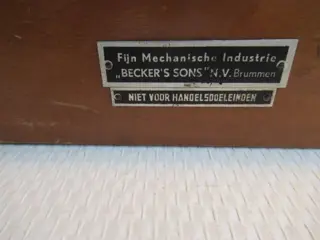 Fijn Mechanische Industrie
„BECKER'S SONS" N.V. Brummen
NIET VOOR HANDELSDOELEINDEN